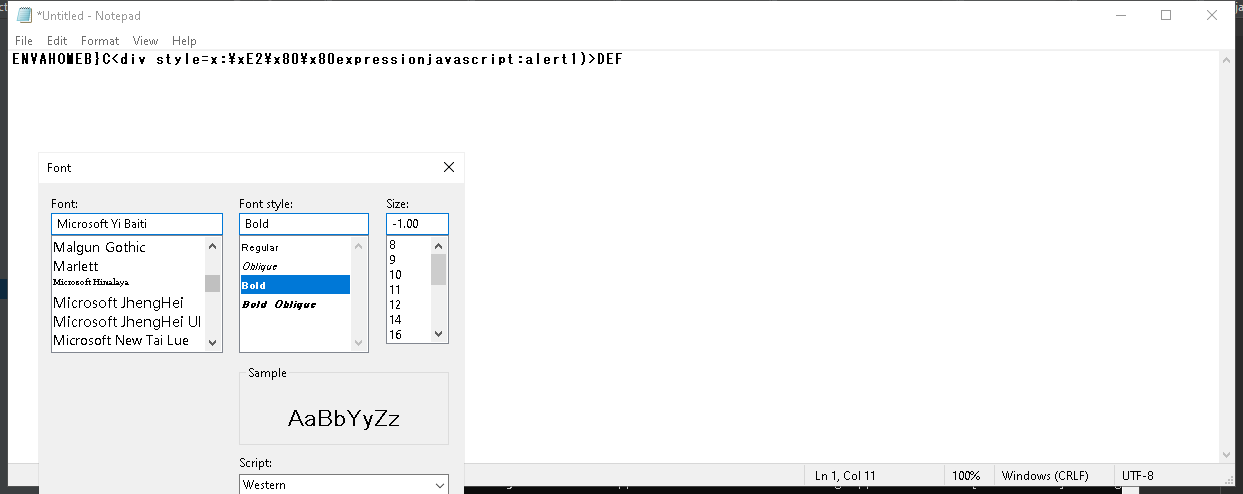 *Untitled - Notepad
File Edit Format View Help
ENVAHOMEB}C<div style=x:¥xE2¥x80¥x80expressionjavascript:alert1)>DEF
Font
Font: Font style: Size:
Microsoft Yi Baiti Bold -1.00
Malgun Gothic Regular 8
Marlett Oblique 9
Microsoft Himalaya Bold 10
Microsoft JhengHei Bold Oblique 11
Microsoft JhengHei UI 12
Microsoft New Tai Lue 14
16
Sample
AaBbYyZz
Script:
Western
Ln 1, Col 11 100% Windows (CRLF) UTF-8